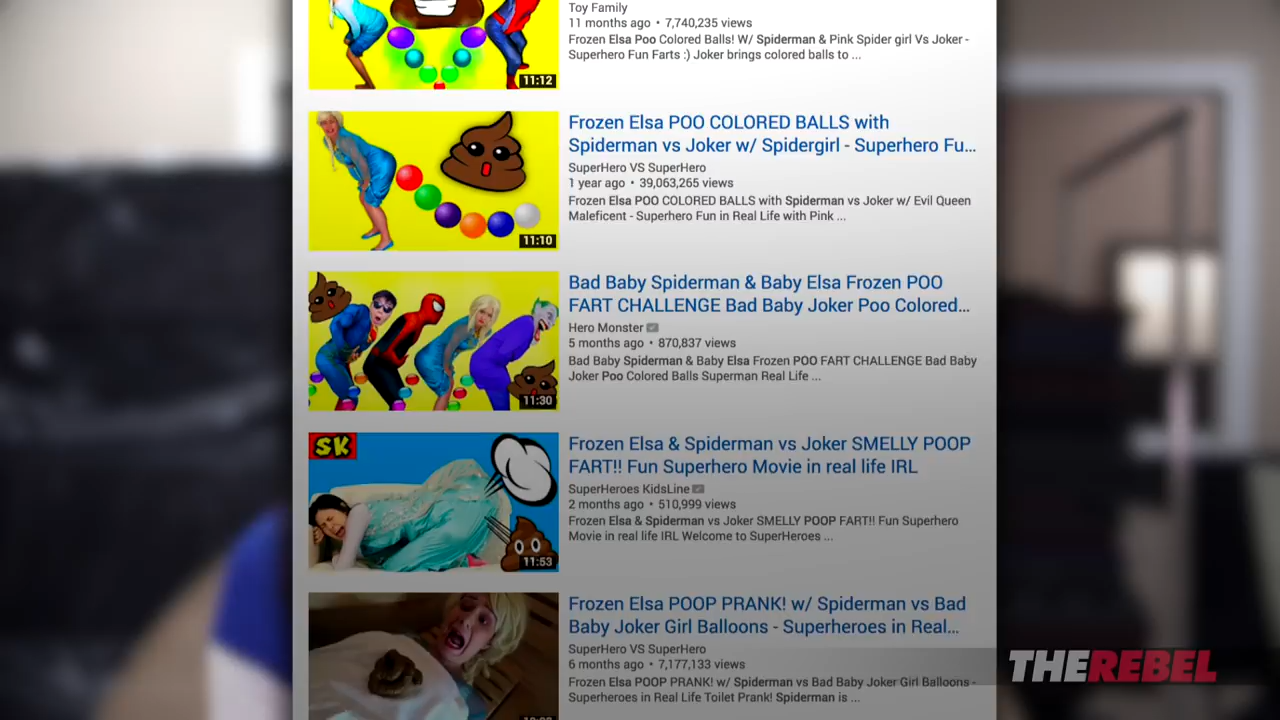 Toy Family
11 months ago • 7,740,235 views
Frozen Elsa Poo Colored Balls! W/ Spiderman & Pink Spider girl Vs Joker -
Superhero Fun Farts :) Joker brings colored balls to ...
11:12
Frozen Elsa POO COLORED BALLS with
Spiderman vs Joker w/ Spidergirl - Superhero Fu...
SuperHero VS SuperHero
1 year ago • 39,063,265 views
Frozen Elsa POO COLORED BALLS with Spiderman vs Joker w/ Evil Queen
Maleficent - Superhero Fun in Real Life with Pink ...
11:10
Bad Baby Spiderman & Baby Elsa Frozen POO
FART CHALLENGE Bad Baby Joker Poo Colored...
Hero Monster
5 months ago • 870,837 views
Bad Baby Spiderman & Baby Elsa Frozen POO FART CHALLENGE Bad Baby
Joker Poo Colored Balls Superman Real Life ...
11:30
SK
Frozen Elsa & Spiderman vs Joker SMELLY POOP
FART!! Fun Superhero Movie in real life IRL
SuperHeroes KidsLine
2 months ago • 510,999 views
Frozen Elsa & Spiderman vs Joker SMELLY POOP FART!! Fun Superhero
Movie in real life IRL Welcome to SuperHeroes ...
11:53
Frozen Elsa POOP PRANK! w/ Spiderman vs Bad
Baby Joker Girl Balloons - Superheroes in Real...
SuperHero VS SuperHero
6 months ago • 7,177,133 views
Frozen Elsa POOP PRANK! w/ Spiderman vs Bad Baby Joker Girl Balloons -
Superheroes in Real Life Toilet Prank! Spiderman is ...
THE REBEL